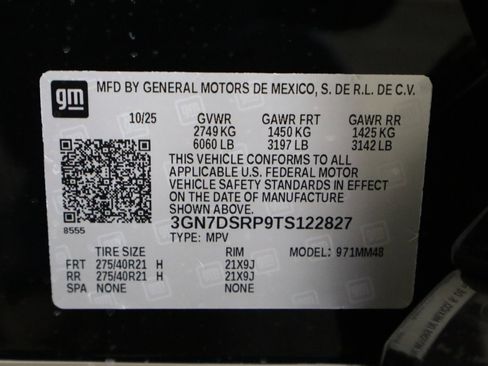 gm
MFD BY GENERAL MOTORS DE MEXICO, S. DE R.L. DE C.V.
10/25 GVWR GAWR FRT GAWR RR
2749 KG 1450 KG 1425 KG
6060 LB 3197 LB 3142 LB
THIS VEHICLE CONFORMS TO ALL
APPLICABLE U.S. FEDERAL MOTOR
VEHICLE SAFETY STANDARDS IN EFFECT
ON THE DATE OF MANUFACTURE
SHOWN ABOVE.
8555 3GN7DSRP9TS122827
TYPE: MPV
TIRE SIZE RIM MODEL: 971MM48
FRT 275/40R21 H 21X9J
RR 275/40R21 H 21X9J
SPA NONE NONE